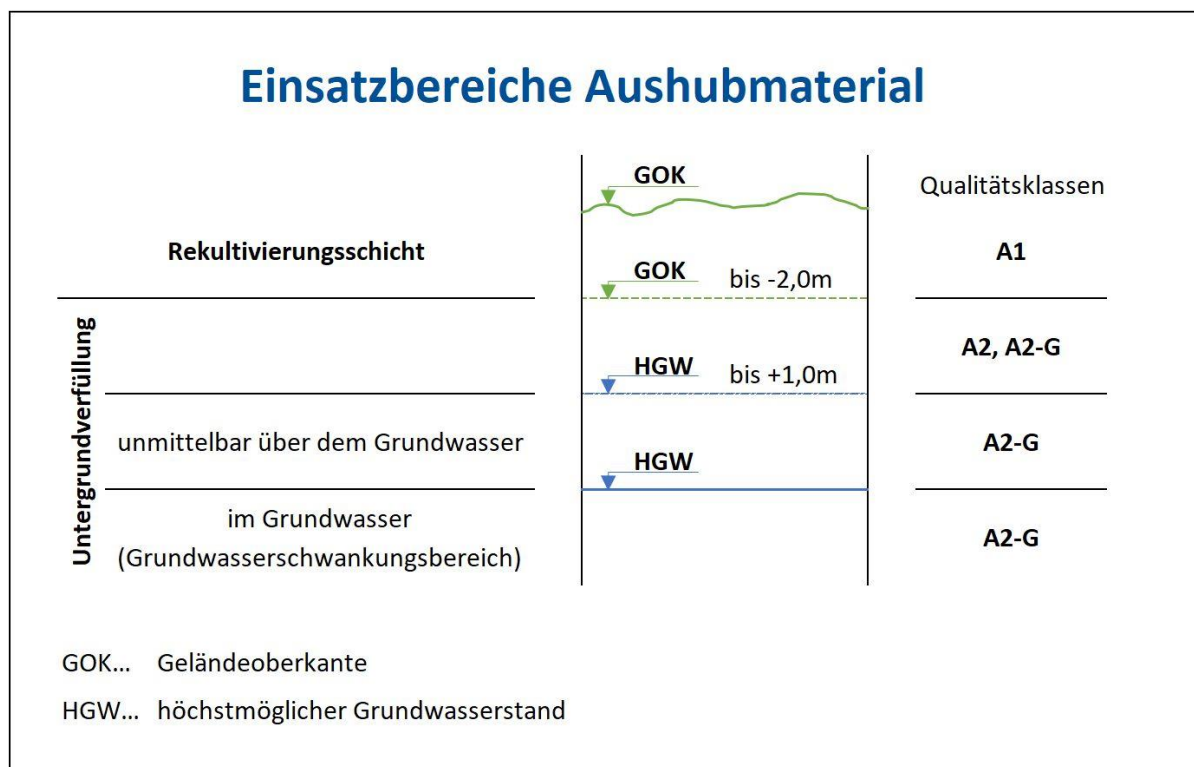 Einsatzbereiche Aushubmaterial
GOK
Qualitätsklassen
Rekultivierungsschicht
A1
GOK bis -2,0m
Untergrundverfüllung
A2, A2-G
HGW bis +1,0m
unmittelbar über dem Grundwasser
A2-G
HGW
im Grundwasser
(Grundwasserschwankungsbereich)
A2-G
GOK... Geländeoberkante
HGW... höchstmöglicher Grundwasserstand